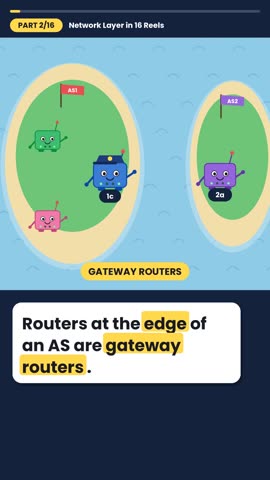 PART 2/16 Network Layer in 16 Reels
AS1
AS2
1c
2a
GATEWAY ROUTERS
Routers at the edge of
an AS are gateway
routers.